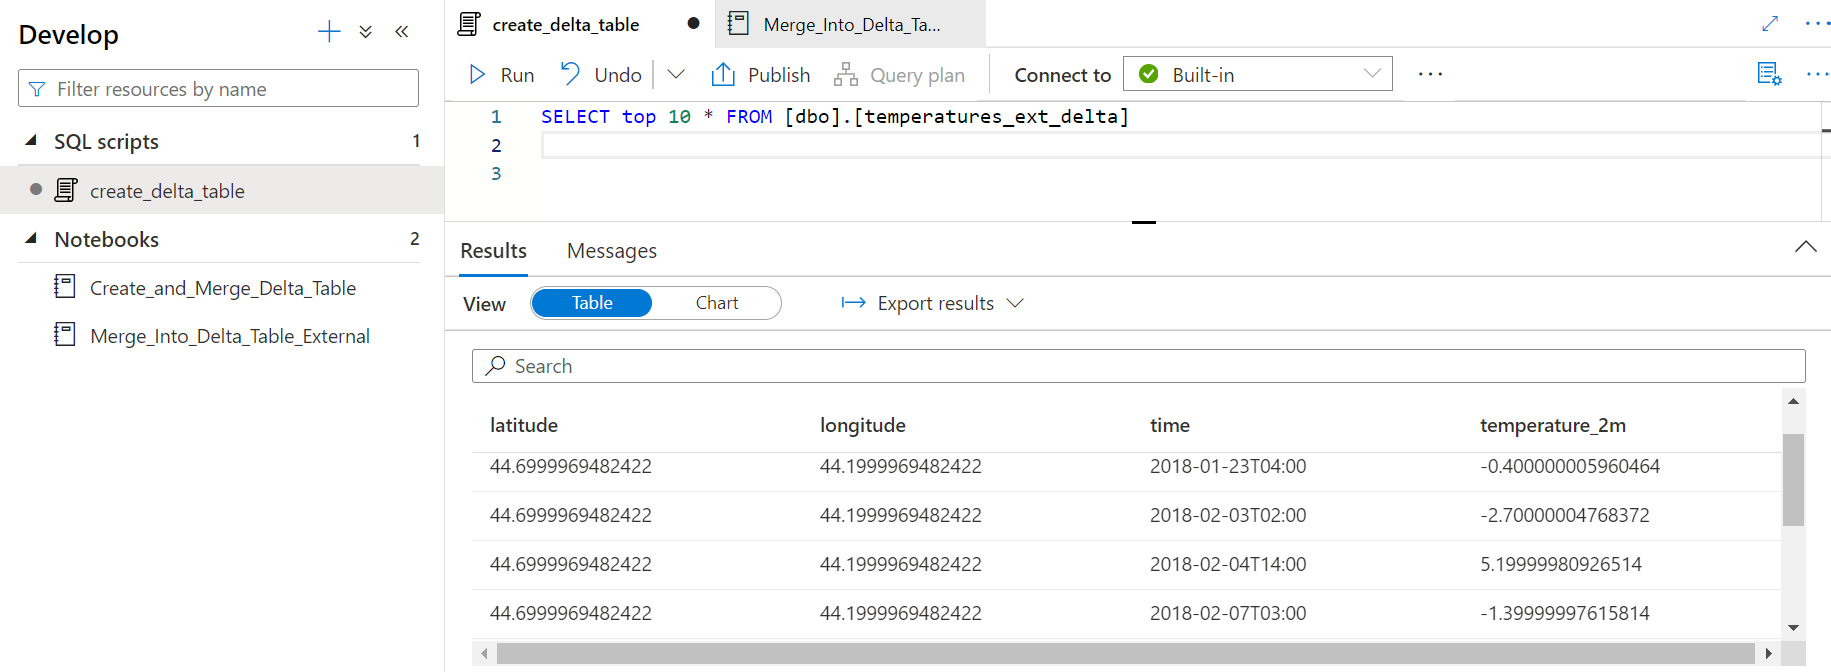 Develop
Filter resources by name
SQL scripts 1
create_delta_table
Notebooks 2
Create_and_Merge_Delta_Table
Merge_Into_Delta_Table_External
create_delta_table
Merge_Into_Delta_Ta...
Run Undo Publish Query plan Connect to Built-in
1 SELECT top 10 * FROM [dbo].[temperatures_ext_delta]
2
3
Results Messages
View Table Chart Export results
Search
latitude longitude time temperature_2m
44.6999969482422 44.1999969482422 2018-01-23T04:00 -0.400000005960464
44.6999969482422 44.1999969482422 2018-02-03T02:00 -2.70000004768372
44.6999969482422 44.1999969482422 2018-02-04T14:00 5.19999980926514
44.6999969482422 44.1999969482422 2018-02-07T03:00 -1.39999997615814